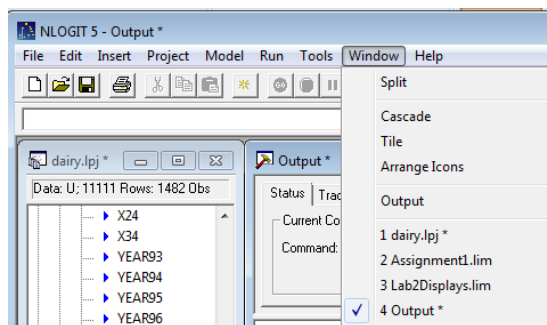 NLOGIT 5 - Output *
File Edit Insert Project Model Run Tools Window Help
Split
Cascade
Tile
Arrange Icons
Output
1 dairy.lpj *
2 Assignment1.lim
3 Lab2Displays.lim
4 Output *
dairy.lpj *
Data: U; 11111 Rows: 1482 Obs
X24
X34
YEAR93
YEAR94
YEAR95
YEAR96
Output *
Status Trac
Current Co
Command: